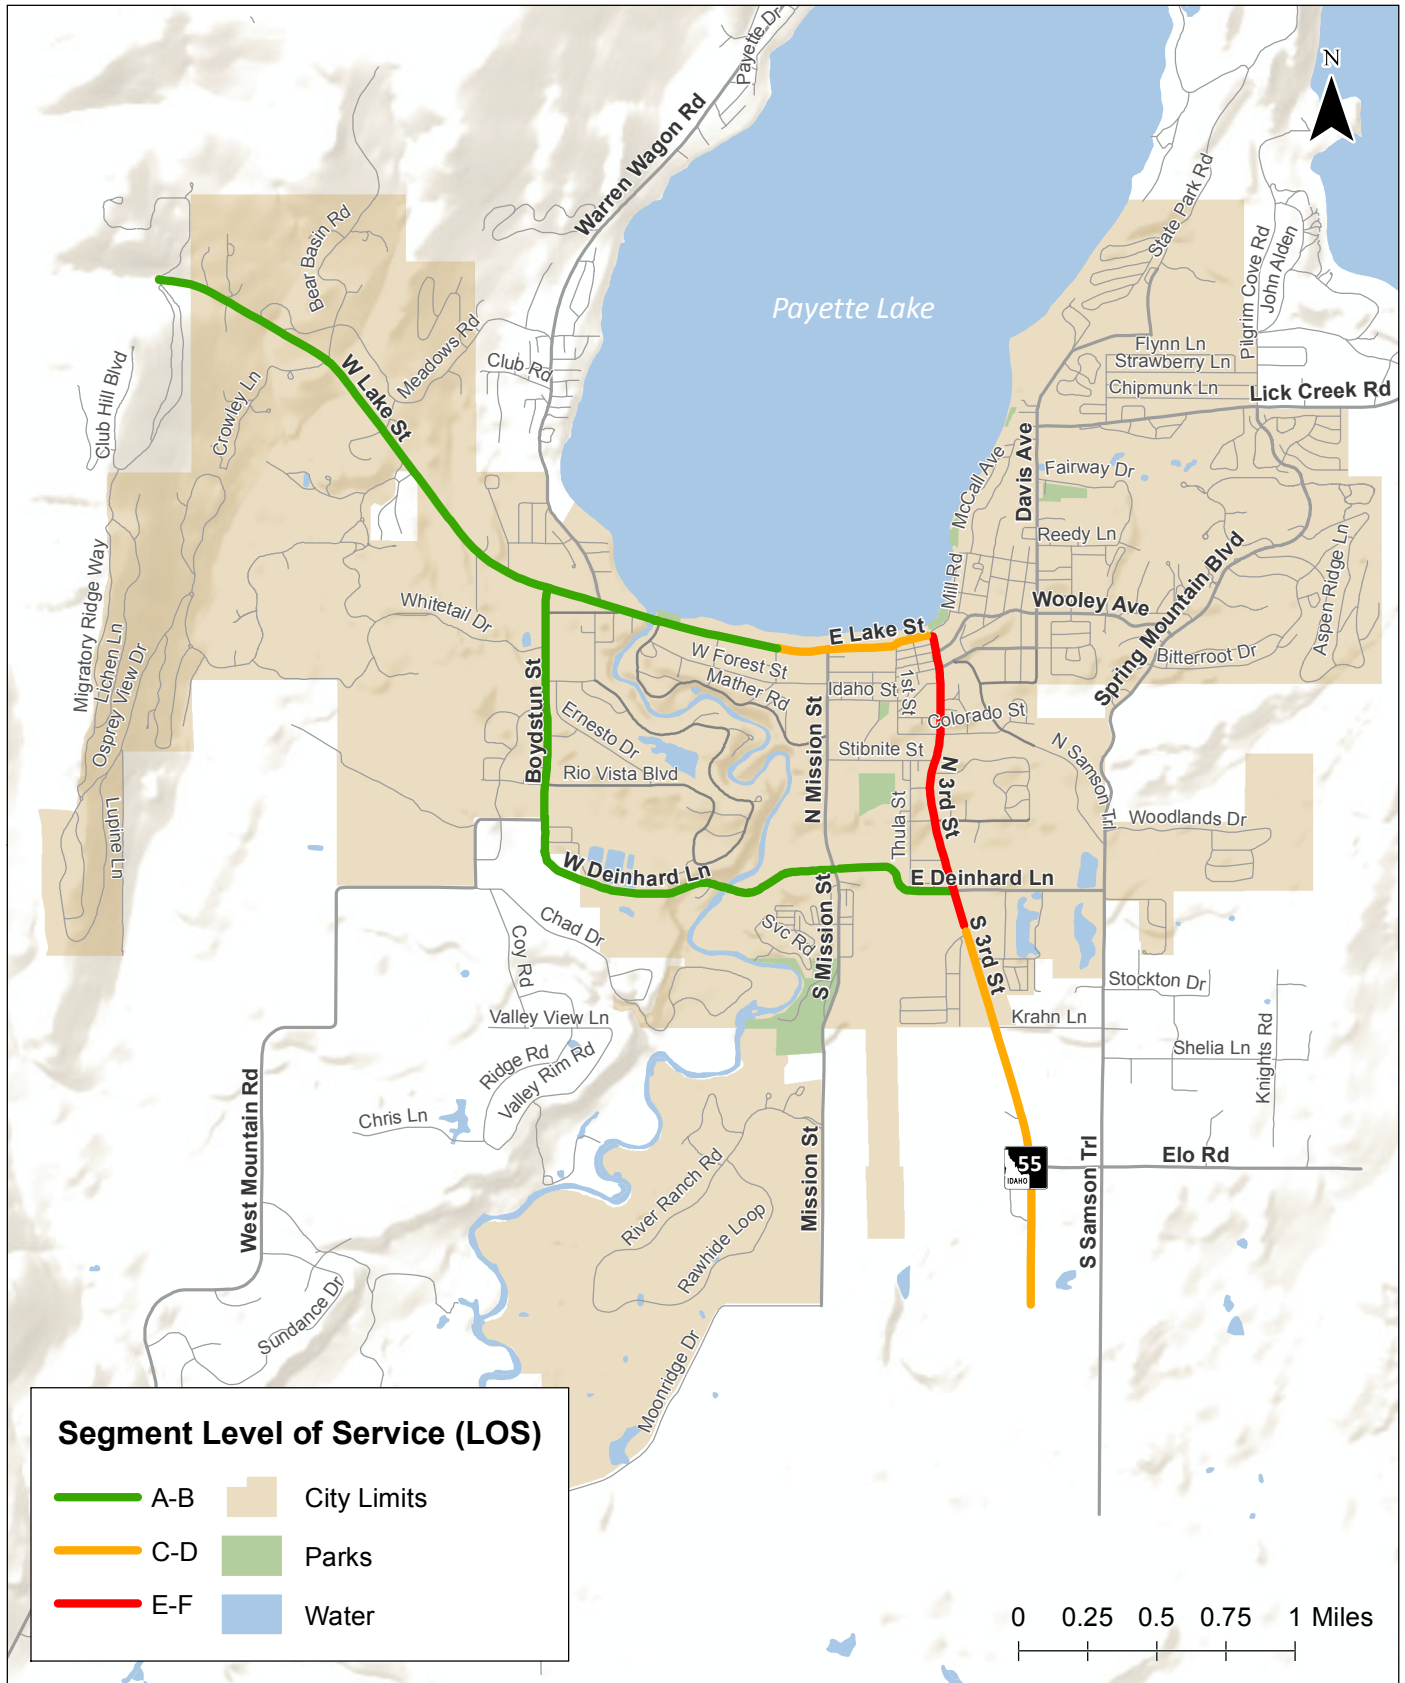 Payette Dr
N
Warren Wagon Rd
State Park Rd
Bear Basin Rd
Pilgrim Cove Rd
John Alden
Payette Lake
Meadows Rd
Flynn Ln
Strawberry Ln
Club Rd
Chipmunk Ln
Lick Creek Rd
W Lake St
Club Hill Blvd
Crowley Ln
Davis Ave
McCall Ave
Fairway Dr
Reedy Ln
Migratory Ridge Way
Lichen Ln
Osprey View Dr
Whitetail Dr
Mill Rd
Wooley Ave
Spring Mountain Blvd
Aspen Ridge Ln
E Lake St
W Forest St
Mather Rd
Bitterroot Dr
Boydstun St
Idaho St
1st St
Colorado St
Ernesto Dr
Stibnite St
N Samson Trl
Rio Vista Blvd
N Mission St
N 3rd St
Thula St
Lupine Ln
Woodlands Dr
W Deinhard Ln
E Deinhard Ln
Chad Dr
Coy Rd
Svc Rd
S Mission St
S 3rd St
Stockton Dr
Valley View Ln
Krahn Ln
Ridge Rd
Valley Rim Rd
Shelia Ln
Knights Rd
Chris Ln
West Mountain Rd
Mission St
River Ranch Rd
Rawhide Loop
55
IDAHO
Elo Rd
S Samson Trl
Sundance Dr
Moonridge Dr
Segment Level of Service (LOS)
A-B
City Limits
C-D
Parks
E-F
Water
0 0.25 0.5 0.75 1 Miles